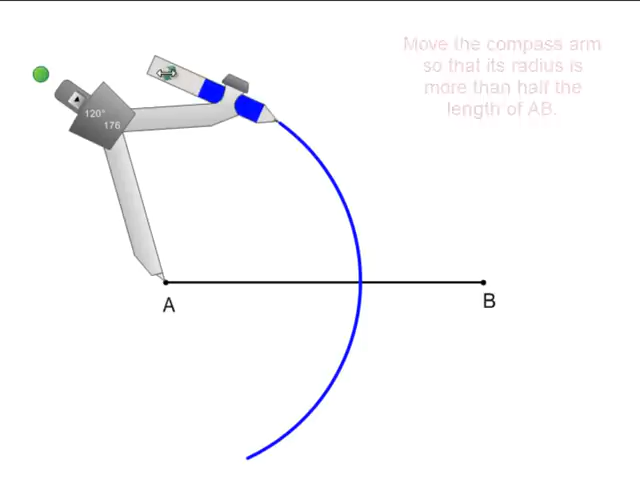 Move the compass arm
so that its radius is
more than half the
length of AB.
120°
176
A
B